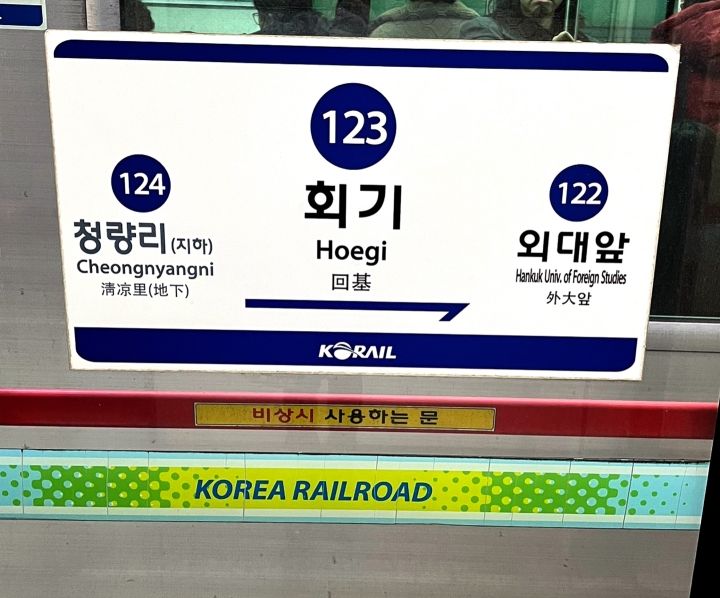 123
회기
Hoegi
回基
124
청량리(지하)
Cheongnyangni
淸凉里(地下)
122
외대앞
Hankuk Univ. of Foreign Studies
外大앞
KORAIL
비상시 사용하는 문
KOREA RAILROAD